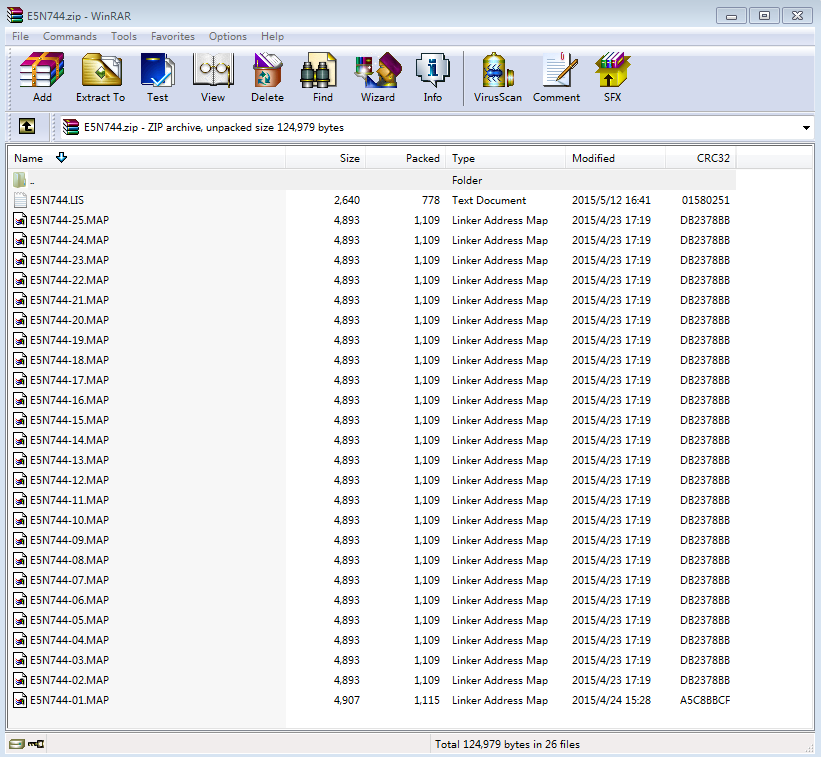 E5N744.zip - WinRAR
File Commands Tools Favorites Options Help
Add Extract To Test View Delete Find Wizard Info VirusScan Comment SFX
E5N744.zip - ZIP archive, unpacked size 124,979 bytes
Name Size Packed Type Modified CRC32
.. Folder
E5N744.LIS 2,640 778 Text Document 2015/5/12 16:41 01580251
E5N744-25.MAP 4,893 1,109 Linker Address Map 2015/4/23 17:19 DB2378BB
E5N744-24.MAP 4,893 1,109 Linker Address Map 2015/4/23 17:19 DB2378BB
E5N744-23.MAP 4,893 1,109 Linker Address Map 2015/4/23 17:19 DB2378BB
E5N744-22.MAP 4,893 1,109 Linker Address Map 2015/4/23 17:19 DB2378BB
E5N744-21.MAP 4,893 1,109 Linker Address Map 2015/4/23 17:19 DB2378BB
E5N744-20.MAP 4,893 1,109 Linker Address Map 2015/4/23 17:19 DB2378BB
E5N744-19.MAP 4,893 1,109 Linker Address Map 2015/4/23 17:19 DB2378BB
E5N744-18.MAP 4,893 1,109 Linker Address Map 2015/4/23 17:19 DB2378BB
E5N744-17.MAP 4,893 1,109 Linker Address Map 2015/4/23 17:19 DB2378BB
E5N744-16.MAP 4,893 1,109 Linker Address Map 2015/4/23 17:19 DB2378BB
E5N744-15.MAP 4,893 1,109 Linker Address Map 2015/4/23 17:19 DB2378BB
E5N744-14.MAP 4,893 1,109 Linker Address Map 2015/4/23 17:19 DB2378BB
E5N744-13.MAP 4,893 1,109 Linker Address Map 2015/4/23 17:19 DB2378BB
E5N744-12.MAP 4,893 1,109 Linker Address Map 2015/4/23 17:19 DB2378BB
E5N744-11.MAP 4,893 1,109 Linker Address Map 2015/4/23 17:19 DB2378BB
E5N744-10.MAP 4,893 1,109 Linker Address Map 2015/4/23 17:19 DB2378BB
E5N744-09.MAP 4,893 1,109 Linker Address Map 2015/4/23 17:19 DB2378BB
E5N744-08.MAP 4,893 1,109 Linker Address Map 2015/4/23 17:19 DB2378BB
E5N744-07.MAP 4,893 1,109 Linker Address Map 2015/4/23 17:19 DB2378BB
E5N744-06.MAP 4,893 1,109 Linker Address Map 2015/4/23 17:19 DB2378BB
E5N744-05.MAP 4,893 1,109 Linker Address Map 2015/4/23 17:19 DB2378BB
E5N744-04.MAP 4,893 1,109 Linker Address Map 2015/4/23 17:19 DB2378BB
E5N744-03.MAP 4,893 1,109 Linker Address Map 2015/4/23 17:19 DB2378BB
E5N744-02.MAP 4,893 1,109 Linker Address Map 2015/4/23 17:19 DB2378BB
E5N744-01.MAP 4,907 1,115 Linker Address Map 2015/4/24 15:28 A5C8BBCF
Total 124,979 bytes in 26 files